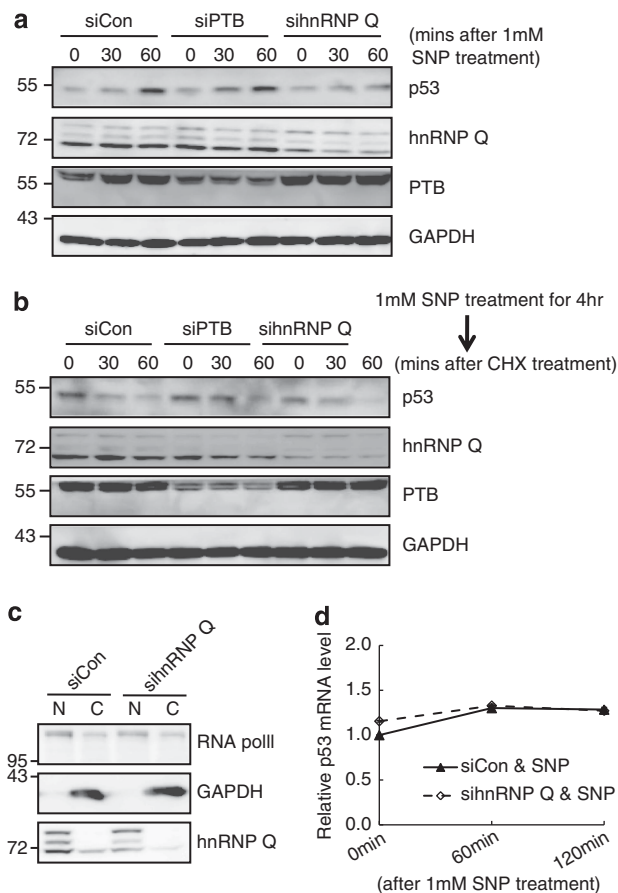 a
siCon siPTB sihnRNP Q (mins after 1mM
0 30 60 0 30 60 0 30 60 SNP treatment)
55 p53
72 hnRNP Q
55 PTB
43
GAPDH
b
1mM SNP treatment for 4hr
siCon siPTB sihnRNP Q
0 30 60 0 30 60 0 30 60 (mins after CHX treatment)
55 p53
72 hnRNP Q
55 PTB
43
GAPDH
c
siCon sihnRNP Q
N C N C
RNA polII
95
43
GAPDH
hnRNP Q
72
d
Relative p53 mRNA level
2.0
1.5
1.0
0.5
0.0
siCon & SNP
sihnRNP Q & SNP
0min 60min 120min
(after 1mM SNP treatment)